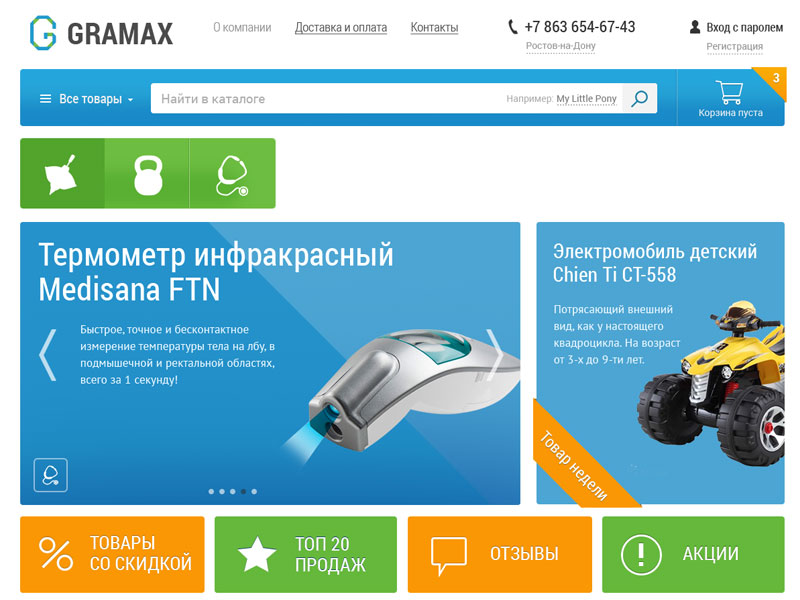 GRAMAX
О компании
Доставка и оплата
Контакты
+7 863 654-67-43
Ростов-на-Дону
Вход с паролем
Регистрация
Все товары
Найти в каталоге
Например: My Little Pony
3
Корзина пуста
Термометр инфракрасный
Medisana FTN
Быстрое, точное и бесконтактное
измерение температуры тела на лбу, в
подмышечной и ректальной областях,
всего за 1 секунду!
Электромобиль детский
Chien Ti CT-558
Потрясающий внешний
вид, как у настоящего
квадроцикла. На возраст
от 3-х до 9-ти лет.
Товар недели
ТОВАРЫ
СО СКИДКОЙ
ТОП 20
ПРОДАЖ
ОТЗЫВЫ
АКЦИИ